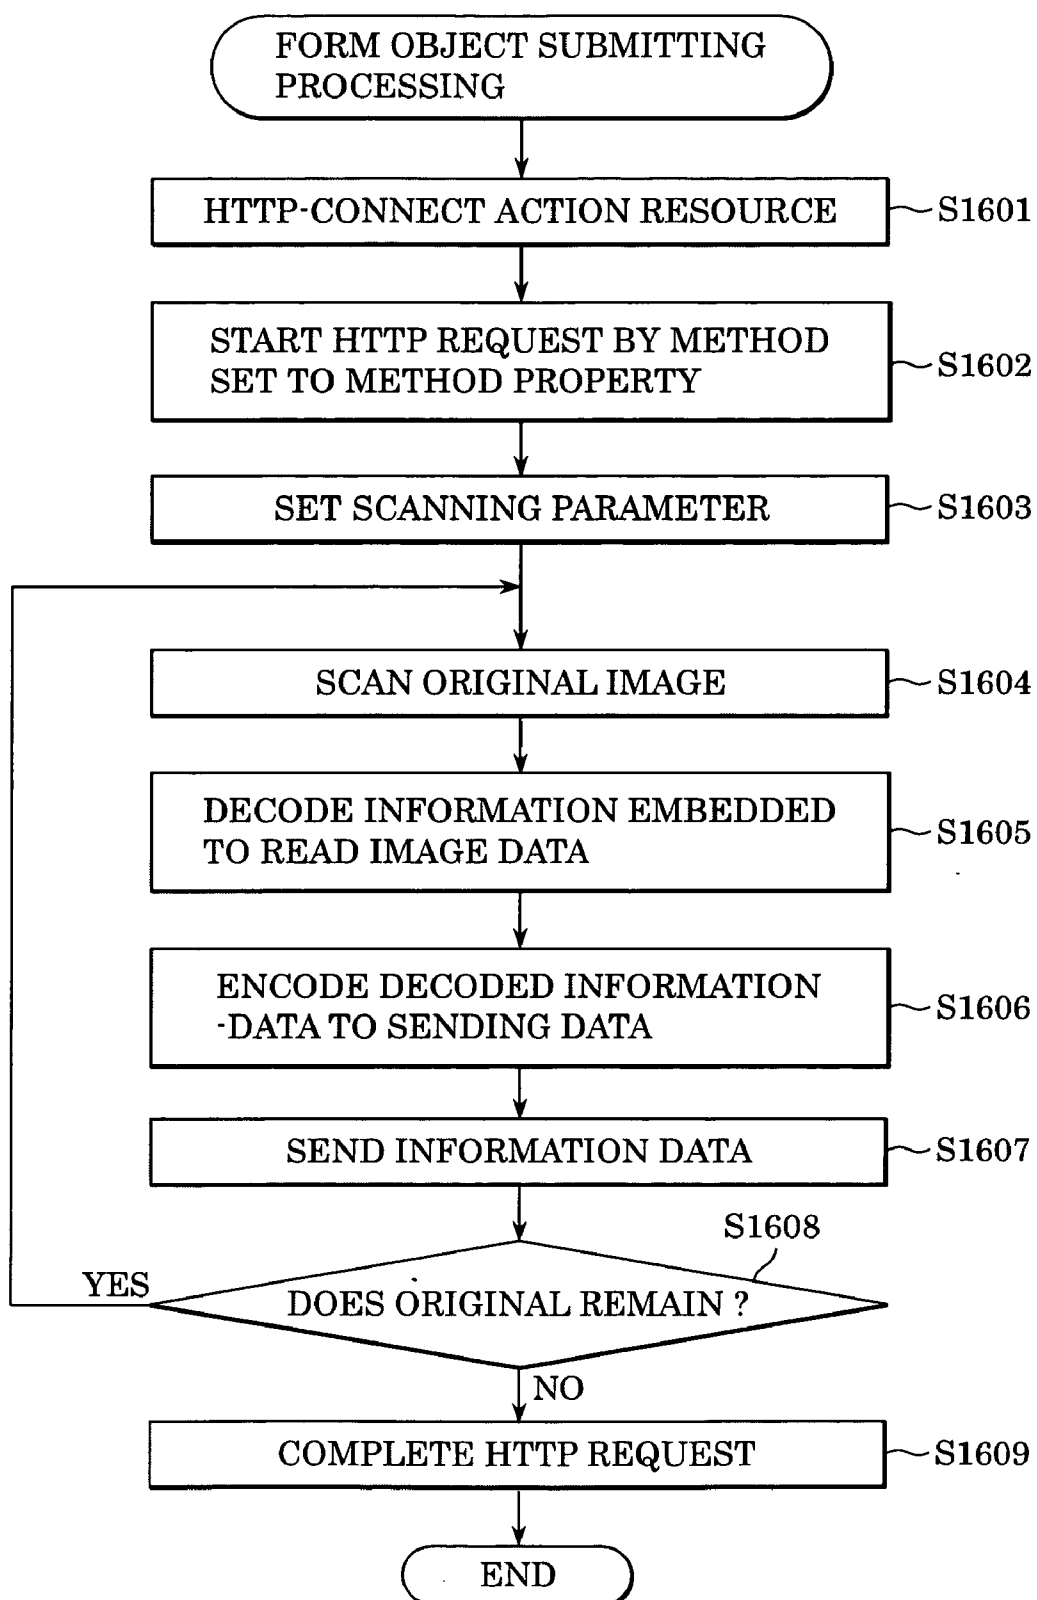 FORM OBJECT SUBMITTING
PROCESSING
HTTP-CONNECT ACTION RESOURCE
S1601
START HTTP REQUEST BY METHOD
SET TO METHOD PROPERTY
S1602
SET SCANNING PARAMETER
S1603
SCAN ORIGINAL IMAGE
S1604
DECODE INFORMATION EMBEDDED
TO READ IMAGE DATA
S1605
ENCODE DECODED INFORMATION
-DATA TO SENDING DATA
S1606
SEND INFORMATION DATA
S1607
S1608
YES
DOES ORIGINAL REMAIN ?
NO
COMPLETE HTTP REQUEST
S1609
END